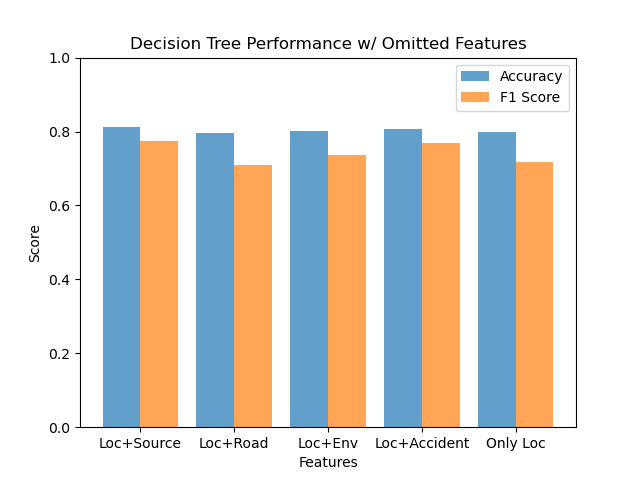 Decision Tree Performance w/ Omitted Features
Accuracy
F1 Score
1.0
0.8
0.6
0.4
0.2
0.0
Score
Loc+Source Loc+Road Loc+Env Loc+Accident Only Loc
Features